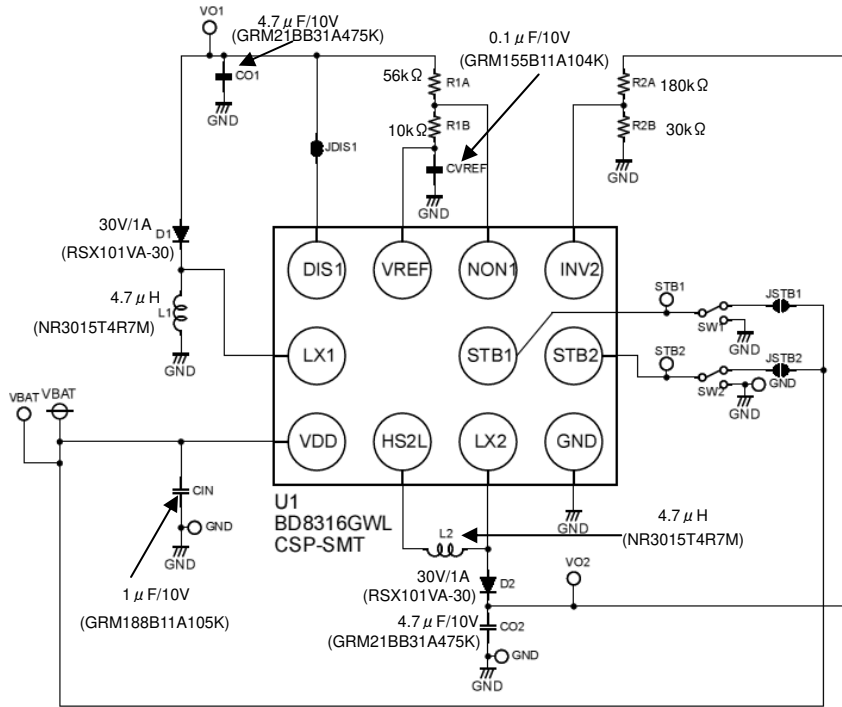 VO1
4.7μF/10V
(GRM21BB31A475K)
CO1
GND
0.1μF/10V
(GRM155B11A104K)
56kΩ R1A
10kΩ R1B
CVREF
GND
R2A 180kΩ
R2B 30kΩ
GND
JDIS1
30V/1A
D1
(RSX101VA-30)
4.7μH
L1
(NR3015T4R7M)
GND
DIS1 VREF NON1 INV2
LX1 STB1 STB2
VDD HS2L LX2 GND
STB1
SW1
JSTB1
GND
STB2
SW2
JSTB2
GND
GND
VBAT VBAT
CIN
GND
GND
1μF/10V
(GRM188B11A105K)
U1
BD8316GWL
CSP-SMT
GND
L2
4.7μH
(NR3015T4R7M)
30V/1A D2
(RSX101VA-30)
VO2
4.7μF/10V
CO2
(GRM21BB31A475K)
GND
GND